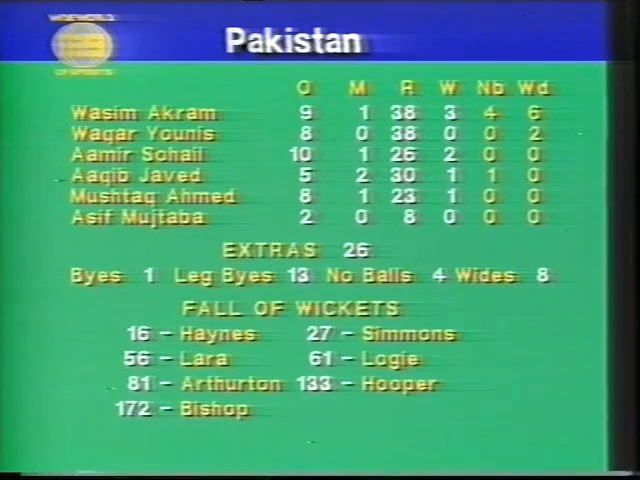 WIDE WORLD
OF SPORTS
Pakistan
O M R W Nb Wd
Wasim Akram 9 1 38 3 4 6
Waqar Younis 8 0 38 0 0 2
Aamir Sohail 10 1 26 2 0 0
Aaqib Javed 5 2 30 1 1 0
Mushtaq Ahmed 8 1 23 1 0 0
Asif Mujtaba 2 0 8 0 0 0
EXTRAS 26
Byes 1 Leg Byes 13 No Balls 4 Wides 8
FALL OF WICKETS
16 - Haynes 27 - Simmons
56 - Lara 61 - Logie
81 - Arthurton 133 - Hooper
172 - Bishop